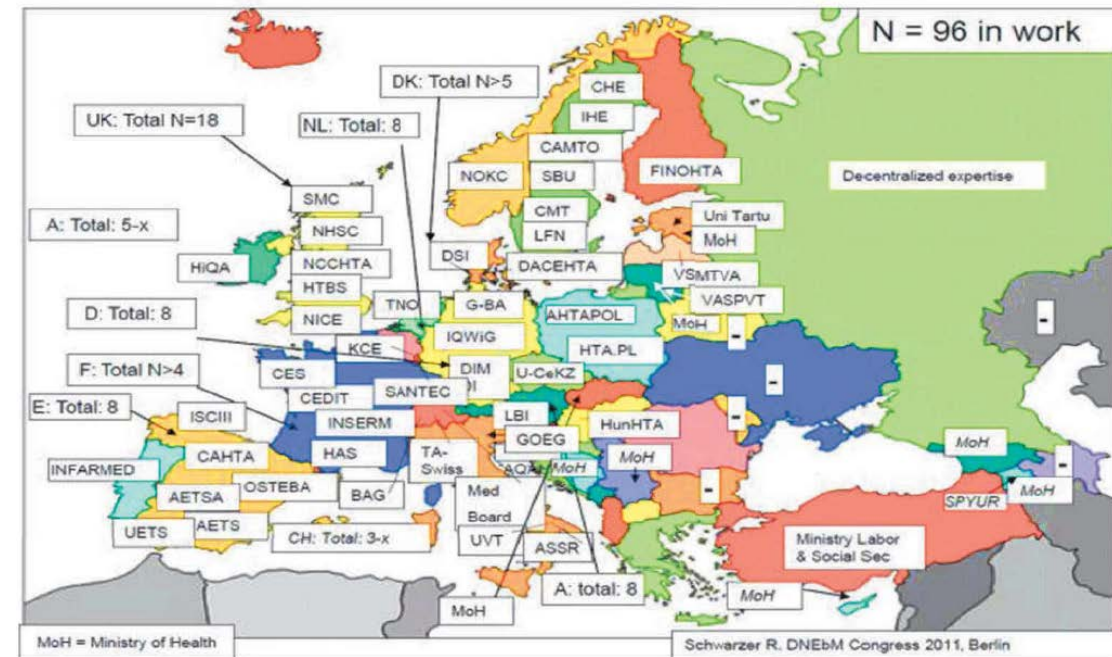 N = 96 in work
DK: Total N>5
UK: Total N=18
NL: Total: 8
CHE
IHE
CAMTO
NOKC
SBU
FINOHTA
Decentralized expertise
SMC
A: Total: 5-x
NHSC
CMT
Uni Tartu
LFN
MoH
HiQA
NCCHTA
DSI
DACEHTA
VSMTVA
HTBS
TNO
G-BA
VASPVT
D: Total: 8
NICE
AHTAPOL
MoH
IQWiG
KCE
HTA.PL
F: Total N>4
CES
DIM
U-CeKZ
DI
CEDIT
SANTEC
E: Total: 8
ISCIII
LBI
INSERM
HunHTA
GOEG
CAHTA
TA-
Swiss
MoH
MoH
INFARMED
HAS
MoH
OSTEBA
AETSA
BAG
Med
Board
SPYUR
MoH
UETS
AETS
CH: Total: 3-x
UVT
ASSR
Ministry Labor
& Social Sec
A: total: 8
MoH
MoH
MoH = Ministry of Health
Schwarzer R. DNEbM Congress 2011, Berlin